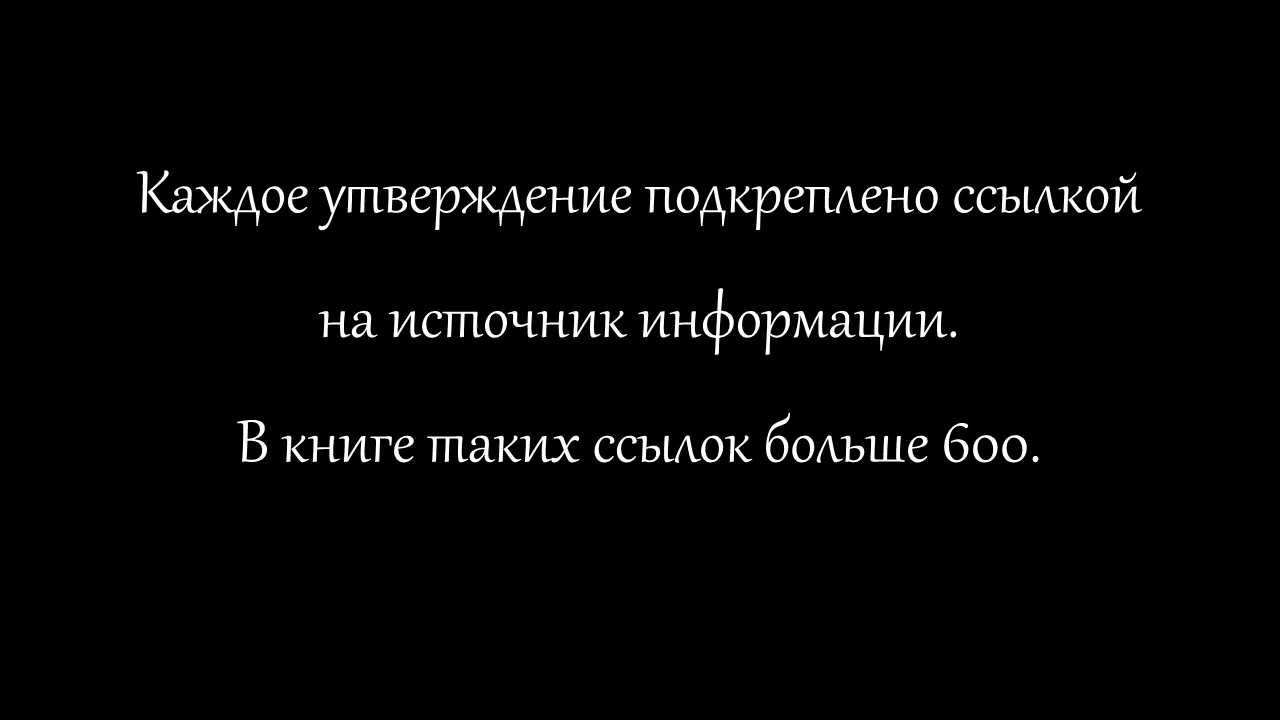 Каждое утверждение подкреплено ссылкой
на источник информации.
В книге таких ссылок больше 600.